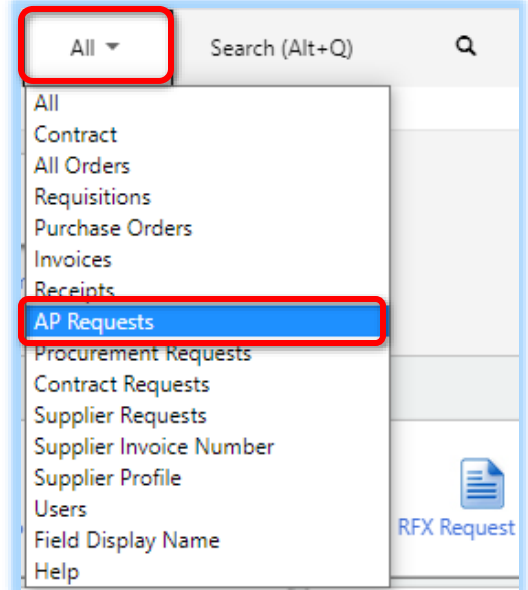 All
Search (Alt+Q)
All
Contract
All Orders
Requisitions
Purchase Orders
Invoices
Receipts
AP Requests
Procurement Requests
Contract Requests
Supplier Requests
Supplier Invoice Number
Supplier Profile
Users
Field Display Name
Help
RFX Request